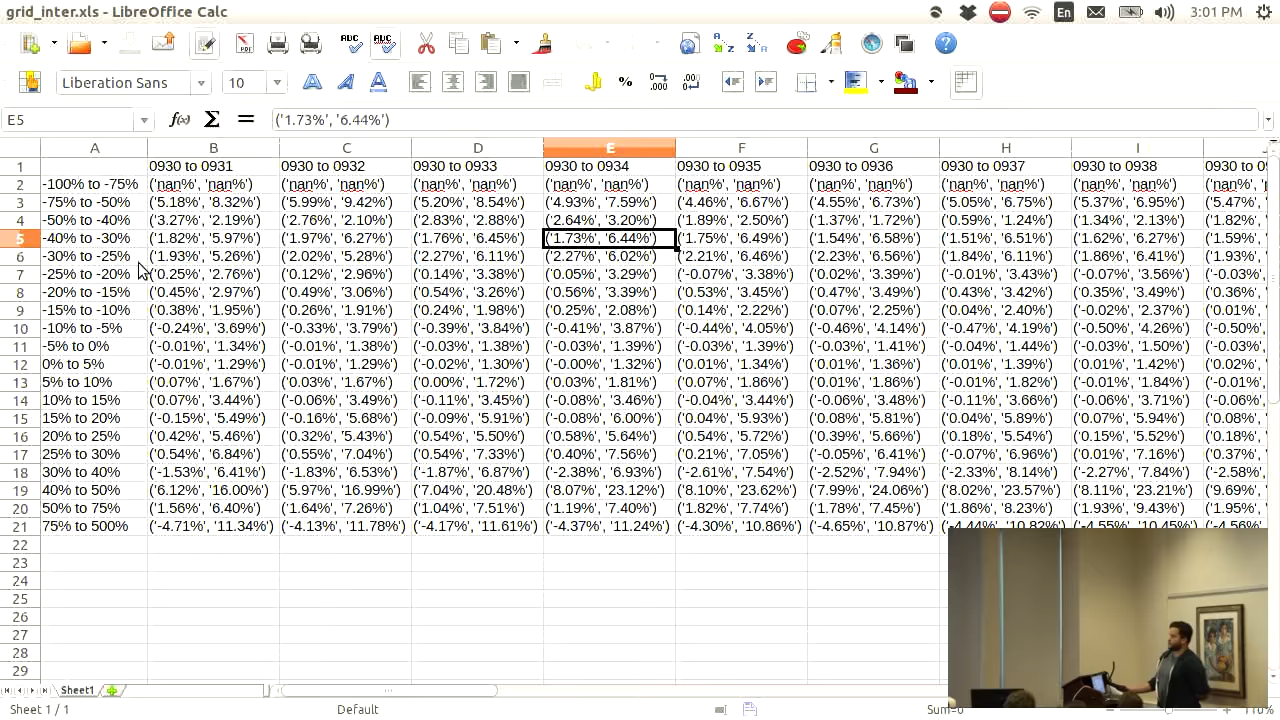 grid_inter.xls - LibreOffice Calc En 3:01 PM
PDF ABC ABC
Liberation Sans 10
E5 ('1.73%', '6.44%')
A B C D E F G H I J
1 0930 to 0931 0930 to 0932 0930 to 0933 0930 to 0934 0930 to 0935 0930 to 0936 0930 to 0937 0930 to 0938
2 -100% to -75% ('nan%', 'nan%') ('nan%', 'nan%') ('nan%', 'nan%') ('nan%', 'nan%') ('nan%', 'nan%') ('nan%', 'nan%') ('nan%', 'nan%') ('nan%', 'nan%') ('nan%',
3 -75% to -50% ('5.18%', '8.32%') ('5.99%', '9.42%') ('5.20%', '8.54%') ('4.93%', '7.59%') ('4.46%', '6.67%') ('4.55%', '6.73%') ('5.05%', '6.75%') ('5.37%', '6.95%') ('5.47%',
4 -50% to -40% ('3.27%', '2.19%') ('2.76%', '2.10%') ('2.83%', '2.88%') ('2.64%', '3.20%') ('1.89%', '2.50%') ('1.37%', '1.72%') ('0.59%', '1.24%') ('1.34%', '2.13%') ('1.82%',
5 -40% to -30% ('1.82%', '5.97%') ('1.97%', '6.27%') ('1.76%', '6.45%') ('1.73%', '6.44%') ('1.75%', '6.49%') ('1.54%', '6.58%') ('1.51%', '6.51%') ('1.62%', '6.27%') ('1.59%',
6 -30% to -25% ('1.93%', '5.26%') ('2.02%', '5.28%') ('2.27%', '6.11%') ('2.27%', '6.02%') ('2.21%', '6.46%') ('2.23%', '6.56%') ('1.84%', '6.11%') ('1.86%', '6.41%') ('1.93%',
7 -25% to -20% ('0.25%', '2.76%') ('0.12%', '2.96%') ('0.14%', '3.38%') ('0.05%', '3.29%') ('-0.07%', '3.38%') ('0.02%', '3.39%') ('-0.01%', '3.43%') ('-0.07%', '3.56%') ('-0.03%',
8 -20% to -15% ('0.45%', '2.97%') ('0.49%', '3.06%') ('0.54%', '3.26%') ('0.56%', '3.39%') ('0.53%', '3.45%') ('0.47%', '3.49%') ('0.43%', '3.42%') ('0.35%', '3.49%') ('0.36%',
9 -15% to -10% ('0.38%', '1.95%') ('0.26%', '1.91%') ('0.24%', '1.98%') ('0.25%', '2.08%') ('0.14%', '2.22%') ('0.07%', '2.25%') ('0.04%', '2.40%') ('-0.02%', '2.37%') ('0.01%',
10 -10% to -5% ('-0.24%', '3.69%') ('-0.33%', '3.79%') ('-0.39%', '3.84%') ('-0.41%', '3.87%') ('-0.44%', '4.05%') ('-0.46%', '4.14%') ('-0.47%', '4.19%') ('-0.50%', '4.26%') ('-0.50%',
11 -5% to 0% ('-0.01%', '1.34%') ('-0.01%', '1.38%') ('-0.03%', '1.38%') ('-0.03%', '1.39%') ('-0.03%', '1.39%') ('-0.03%', '1.41%') ('-0.04%', '1.44%') ('-0.03%', '1.50%') ('-0.03%',
12 0% to 5% ('-0.01%', '1.29%') ('-0.01%', '1.29%') ('-0.02%', '1.30%') ('-0.00%', '1.32%') ('0.01%', '1.34%') ('0.01%', '1.36%') ('0.01%', '1.39%') ('0.01%', '1.42%') ('0.02%',
13 5% to 10% ('0.07%', '1.67%') ('0.03%', '1.67%') ('0.00%', '1.72%') ('0.03%', '1.81%') ('0.07%', '1.86%') ('0.01%', '1.86%') ('-0.01%', '1.82%') ('-0.01%', '1.84%') ('-0.01%',
14 10% to 15% ('0.07%', '3.44%') ('-0.06%', '3.49%') ('-0.11%', '3.45%') ('-0.08%', '3.46%') ('-0.04%', '3.44%') ('-0.06%', '3.48%') ('-0.11%', '3.66%') ('-0.06%', '3.71%') ('-0.06%',
15 15% to 20% ('-0.15%', '5.49%') ('-0.16%', '5.68%') ('-0.09%', '5.91%') ('-0.08%', '6.00%') ('0.04%', '5.93%') ('0.08%', '5.81%') ('0.04%', '5.89%') ('0.07%', '5.94%') ('0.08%',
16 20% to 25% ('0.42%', '5.46%') ('0.32%', '5.43%') ('0.54%', '5.50%') ('0.58%', '5.64%') ('0.54%', '5.72%') ('0.39%', '5.66%') ('0.18%', '5.54%') ('0.15%', '5.52%') ('0.18%',
17 25% to 30% ('0.54%', '6.84%') ('0.55%', '7.04%') ('0.54%', '7.33%') ('0.40%', '7.56%') ('0.21%', '7.05%') ('-0.05%', '6.41%') ('-0.07%', '6.96%') ('0.01%', '7.16%') ('0.37%',
18 30% to 40% ('-1.53%', '6.41%') ('-1.83%', '6.53%') ('-1.87%', '6.87%') ('-2.38%', '6.93%') ('-2.61%', '7.54%') ('-2.52%', '7.94%') ('-2.33%', '8.14%') ('-2.27%', '7.84%') ('-2.58%',
19 40% to 50% ('6.12%', '16.00%') ('5.97%', '16.99%') ('7.04%', '20.48%') ('8.07%', '23.12%') ('8.10%', '23.62%') ('7.99%', '24.06%') ('8.02%', '23.57%') ('8.11%', '23.21%') ('9.69%',
20 50% to 75% ('1.56%', '6.40%') ('1.64%', '7.26%') ('1.04%', '7.51%') ('1.19%', '7.40%') ('1.82%', '7.74%') ('1.78%', '7.45%') ('1.86%', '8.23%') ('1.93%', '9.43%') ('1.95%',
21 75% to 500% ('-4.71%', '11.34%') ('-4.13%', '11.78%') ('-4.17%', '11.61%') ('-4.37%', '11.24%') ('-4.30%', '10.86%') ('-4.65%', '10.87%') ('-4.44%', '10.82%') ('-4.55%', '10.45%') ('-4.56%',
22
23
24
25
26
27
28
29
Sheet1
Sheet 1 / 1 Default Sum=0 110%